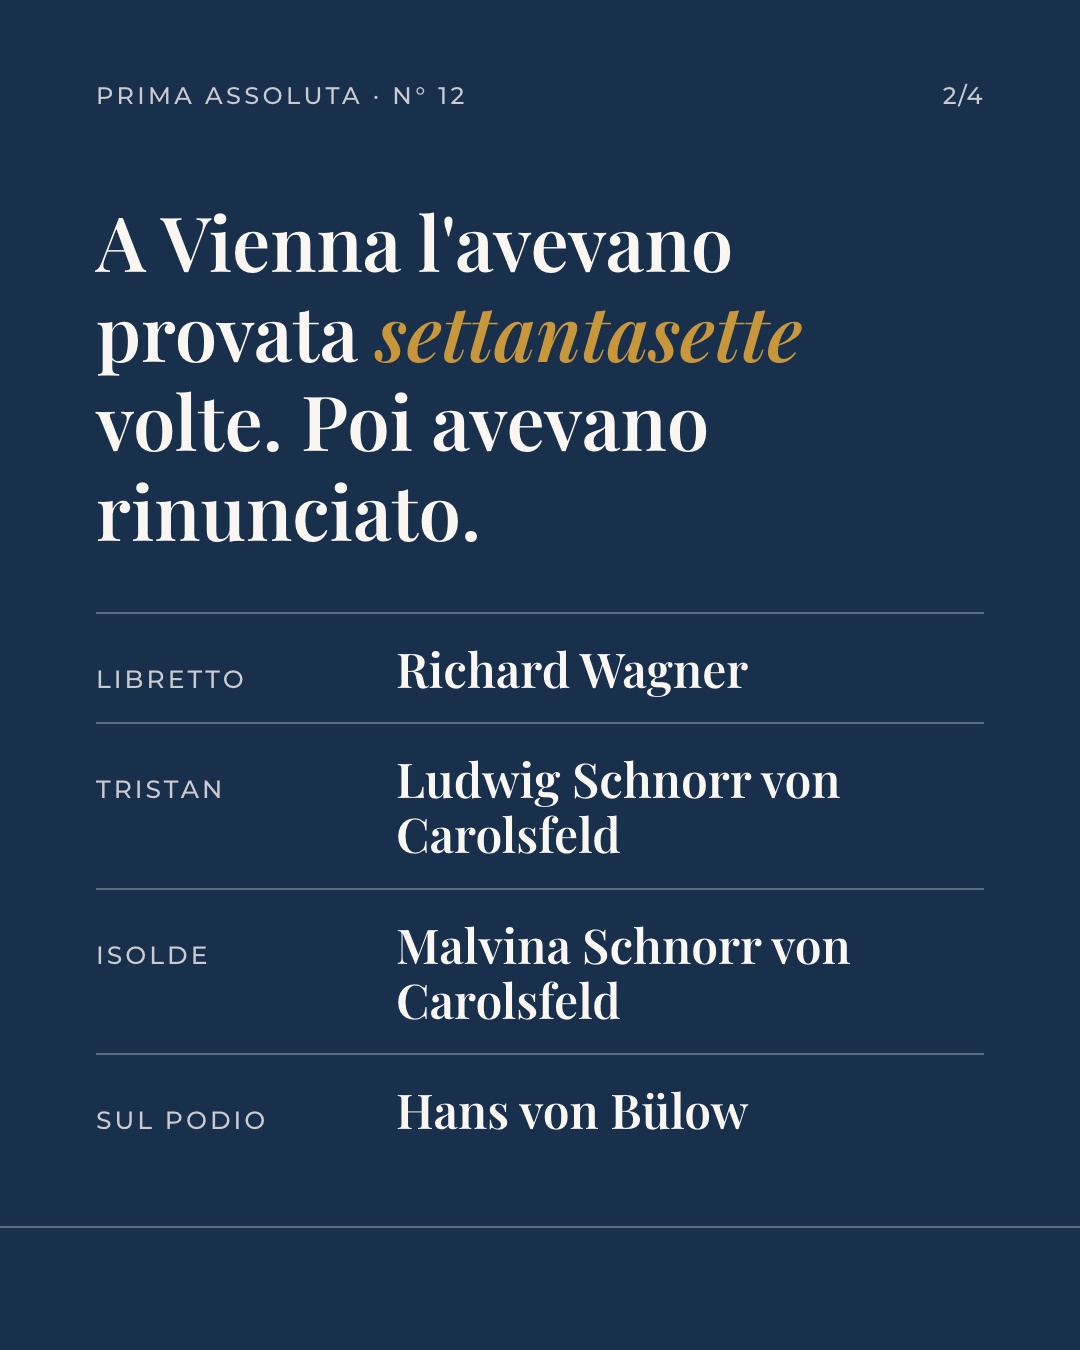 PRIMA ASSOLUTA · N° 12
2/4
A Vienna l'avevano
provata settantasette
volte. Poi avevano
rinunciato.
LIBRETTO
Richard Wagner
TRISTAN
Ludwig Schnorr von
Carolsfeld
ISOLDE
Malvina Schnorr von
Carolsfeld
SUL PODIO
Hans von Bülow